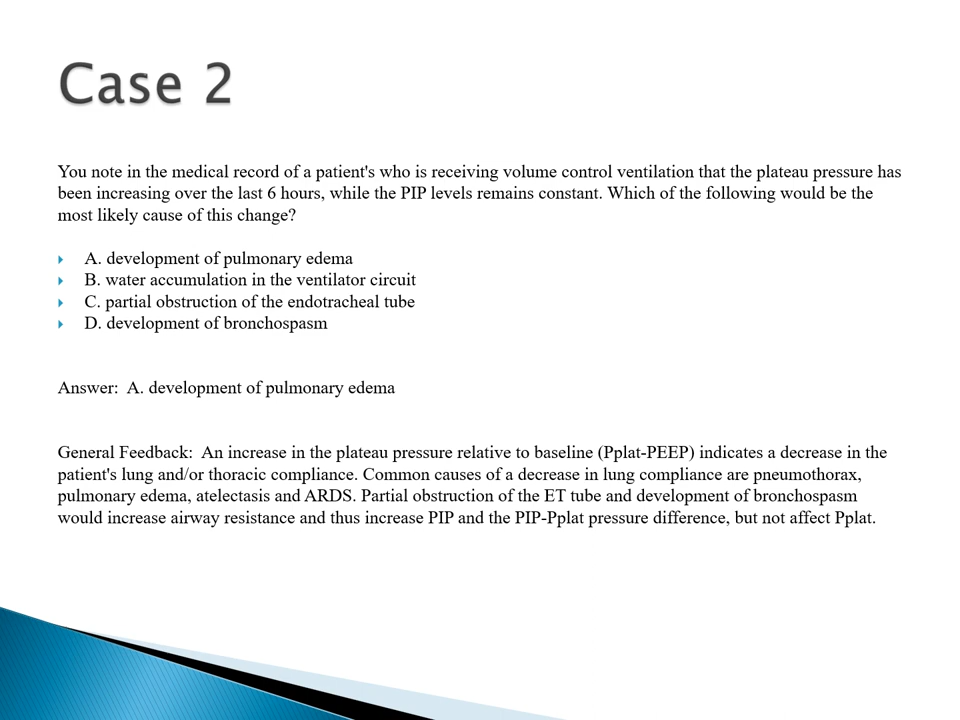 Case 2
You note in the medical record of a patient's who is receiving volume control ventilation that the plateau pressure has
been increasing over the last 6 hours, while the PIP levels remains constant. Which of the following would be the
most likely cause of this change?
A. development of pulmonary edema
B. water accumulation in the ventilator circuit
C. partial obstruction of the endotracheal tube
D. development of bronchospasm
Answer:  A. development of pulmonary edema
General Feedback:  An increase in the plateau pressure relative to baseline (Pplat-PEEP) indicates a decrease in the
patient's lung and/or thoracic compliance. Common causes of a decrease in lung compliance are pneumothorax,
pulmonary edema, atelectasis and ARDS. Partial obstruction of the ET tube and development of bronchospasm
would increase airway resistance and thus increase PIP and the PIP-Pplat pressure difference, but not affect Pplat.